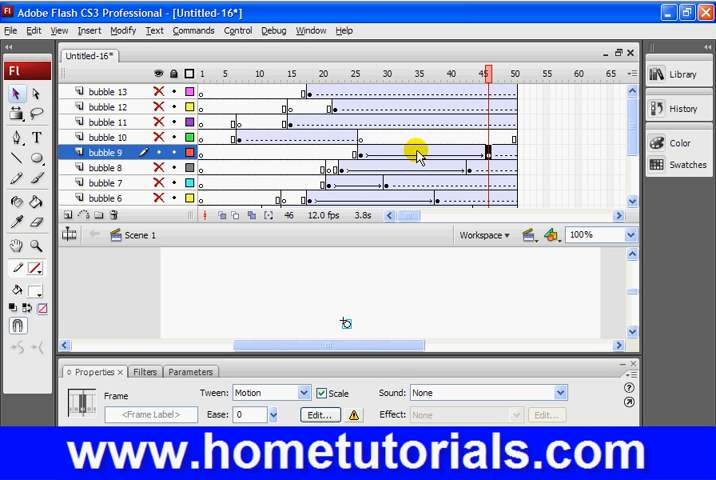 Adobe Flash CS3 Professional - [Untitled-16*]
File Edit View Insert Modify Text Commands Control Debug Window Help
Untitled-16*
1 5 10 15 20 25 30 35 40 45 50
bubble 13
bubble 12
bubble 11
bubble 10
bubble 9
bubble 8
bubble 7
bubble 6
46 12.0 fps 3.8s
Scene 1
Workspace
100%
Fl
Library
History
Color
Swatches
Properties × Filters Parameters
Frame
<Frame Label>
Tween: Motion
Scale
Sound: None
Ease: 0
Edit...
Effect: None
Edit...
www.hometutorials.com